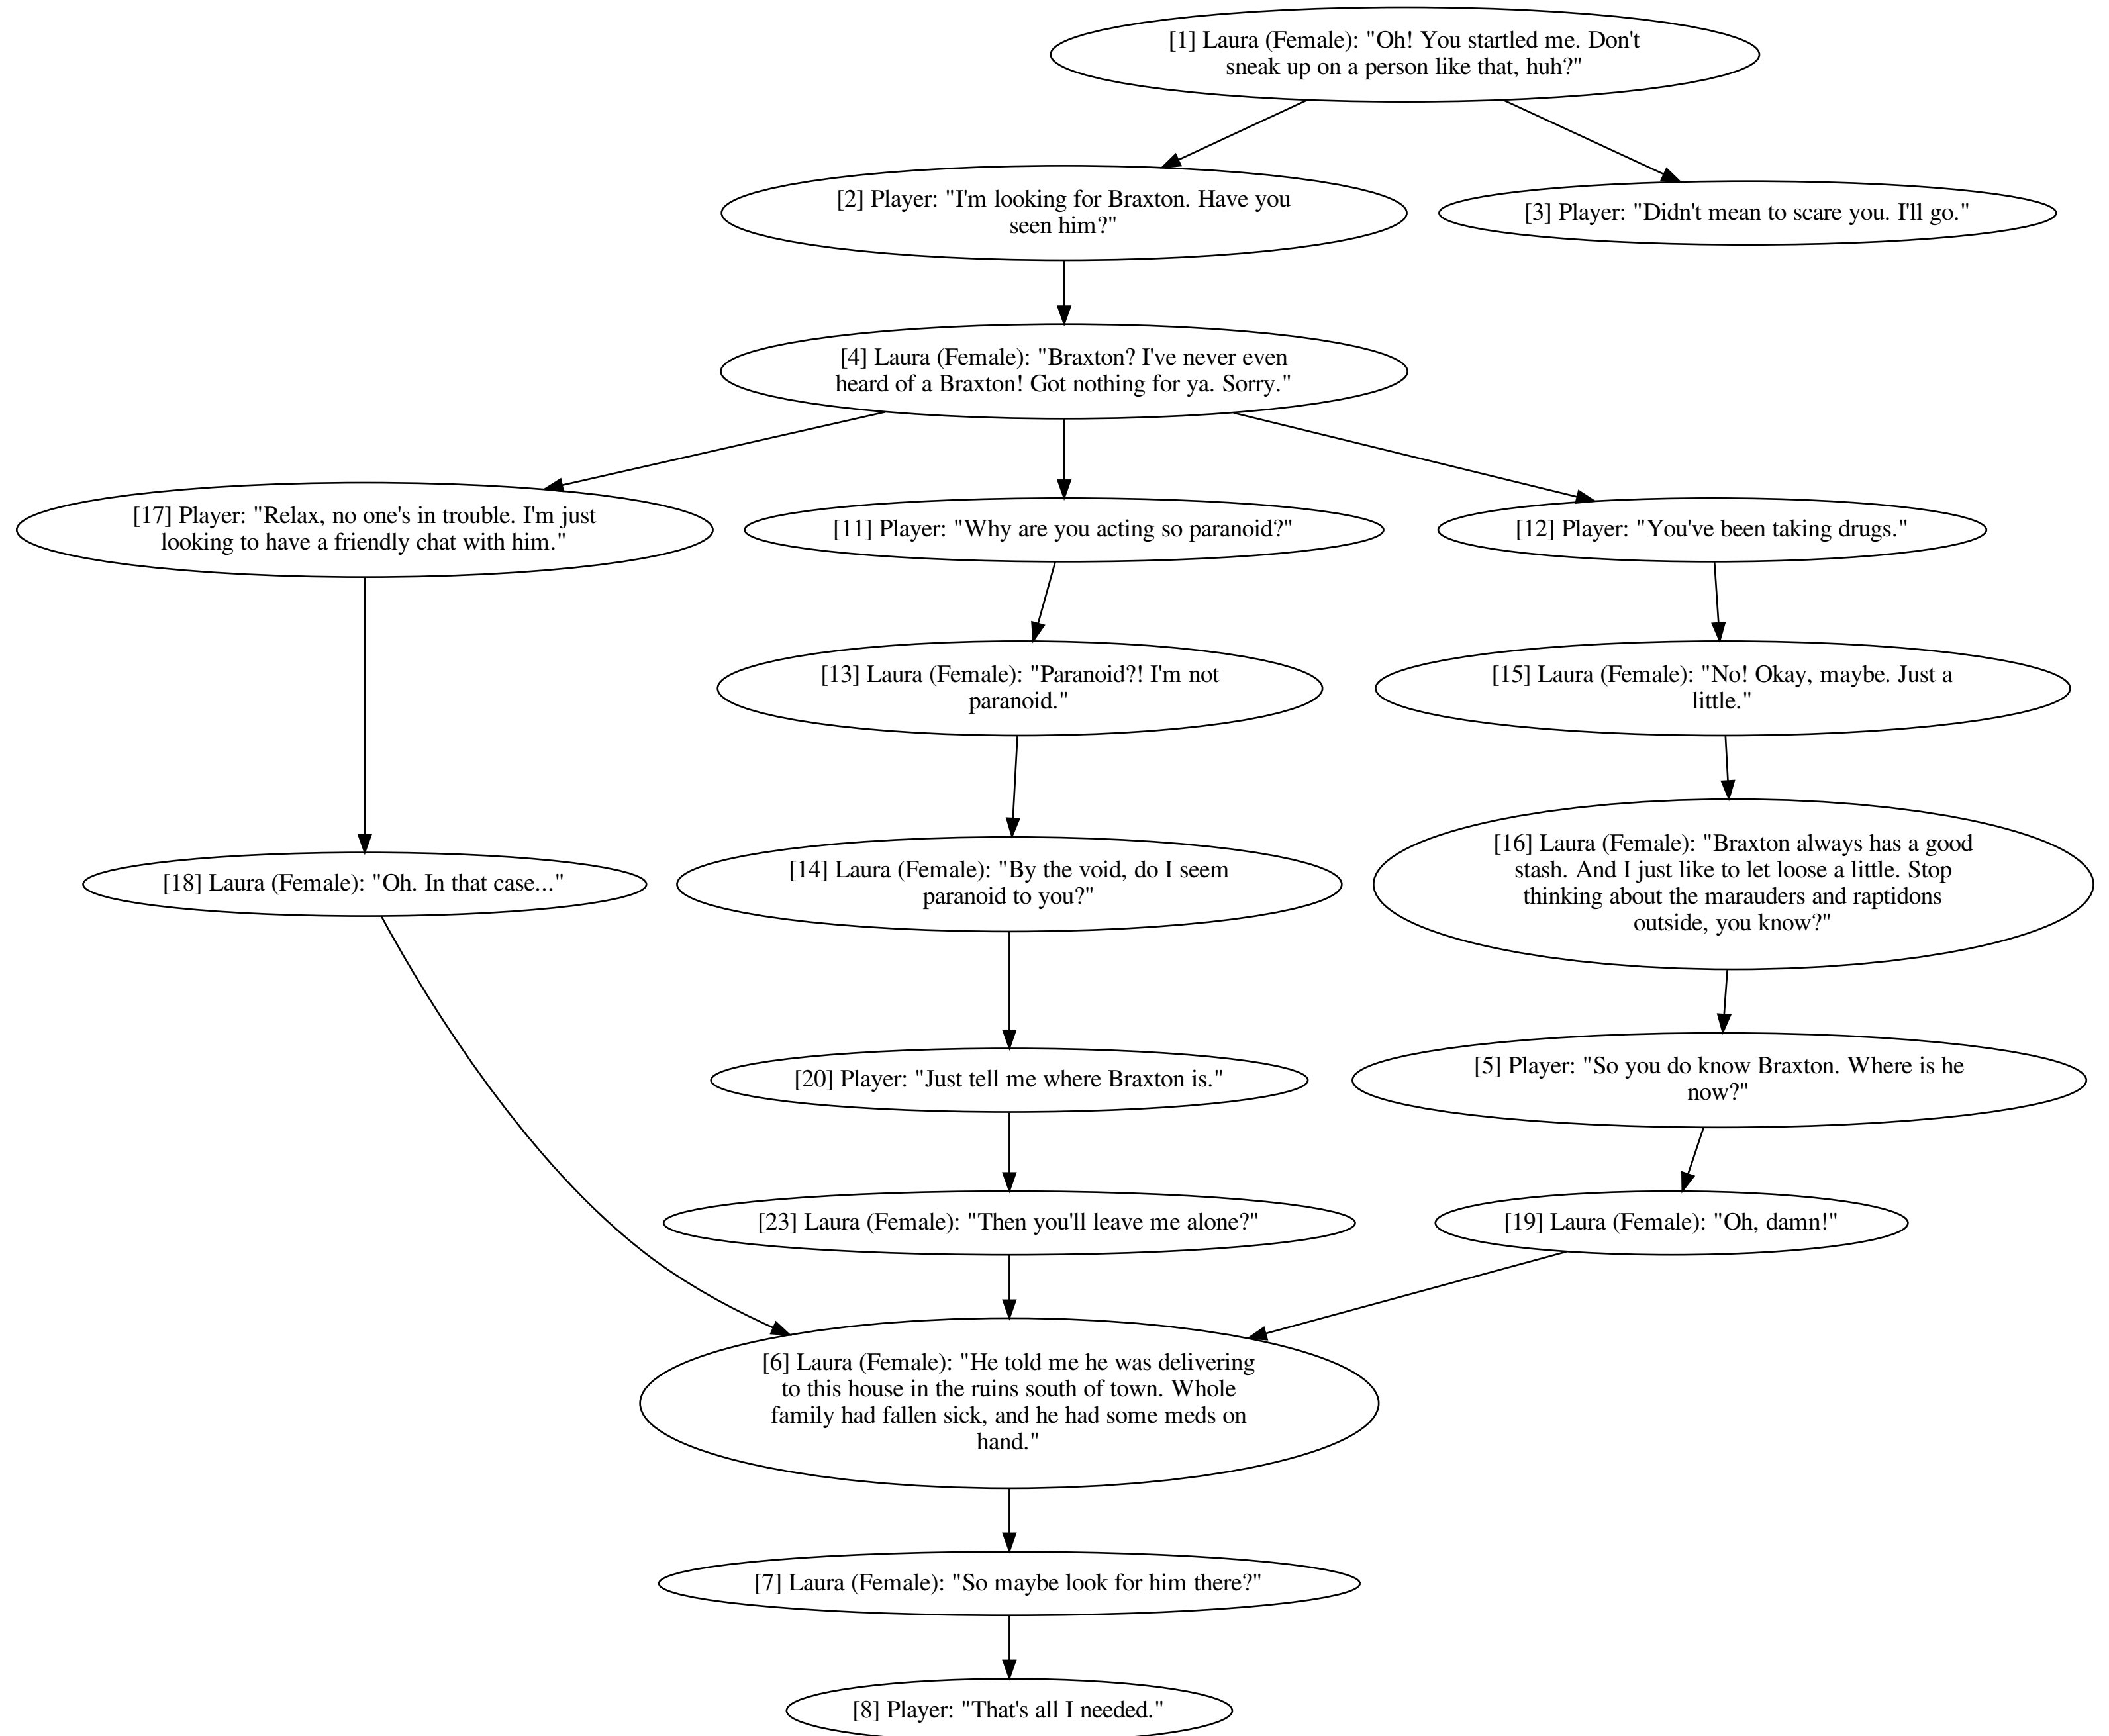 [1] Laura (Female): "Oh! You startled me. Don't
sneak up on a person like that, huh?"
[2] Player: "I'm looking for Braxton. Have you
seen him?"
[3] Player: "Didn't mean to scare you. I'll go."
[4] Laura (Female): "Braxton? I've never even
heard of a Braxton! Got nothing for ya. Sorry."
[17] Player: "Relax, no one's in trouble. I'm just
looking to have a friendly chat with him."
[11] Player: "Why are you acting so paranoid?"
[12] Player: "You've been taking drugs."
[13] Laura (Female): "Paranoid?! I'm not
paranoid."
[15] Laura (Female): "No! Okay, maybe. Just a
little."
[18] Laura (Female): "Oh. In that case..."
[14] Laura (Female): "By the void, do I seem
paranoid to you?"
[16] Laura (Female): "Braxton always has a good
stash. And I just like to let loose a little. Stop
thinking about the marauders and raptidons
outside, you know?"
[20] Player: "Just tell me where Braxton is."
[5] Player: "So you do know Braxton. Where is he
now?"
[23] Laura (Female): "Then you'll leave me alone?"
[19] Laura (Female): "Oh, damn!"
[6] Laura (Female): "He told me he was delivering
to this house in the ruins south of town. Whole
family had fallen sick, and he had some meds on
hand."
[7] Laura (Female): "So maybe look for him there?"
[8] Player: "That's all I needed."